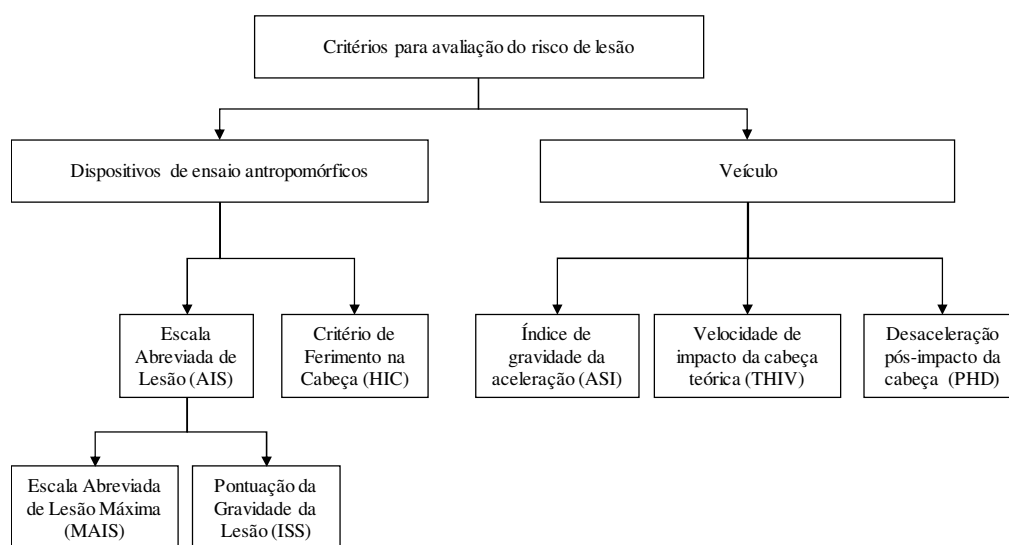 Critérios para avaliação do risco de lesão
Dispositivos de ensaio antropomórficos
Veículo
Escala
Abreviada de
Lesão (AIS)
Critério de
Ferimento na
Cabeça (HIC)
Índice de
gravidade da
aceleração (ASI)
Velocidade de
impacto da cabeça
teórica (THIV)
Desaceleração
pós-impacto da
cabeça (PHD)
Escala Abreviada
de Lesão Máxima
(MAIS)
Pontuação da
Gravidade da
Lesão (ISS)